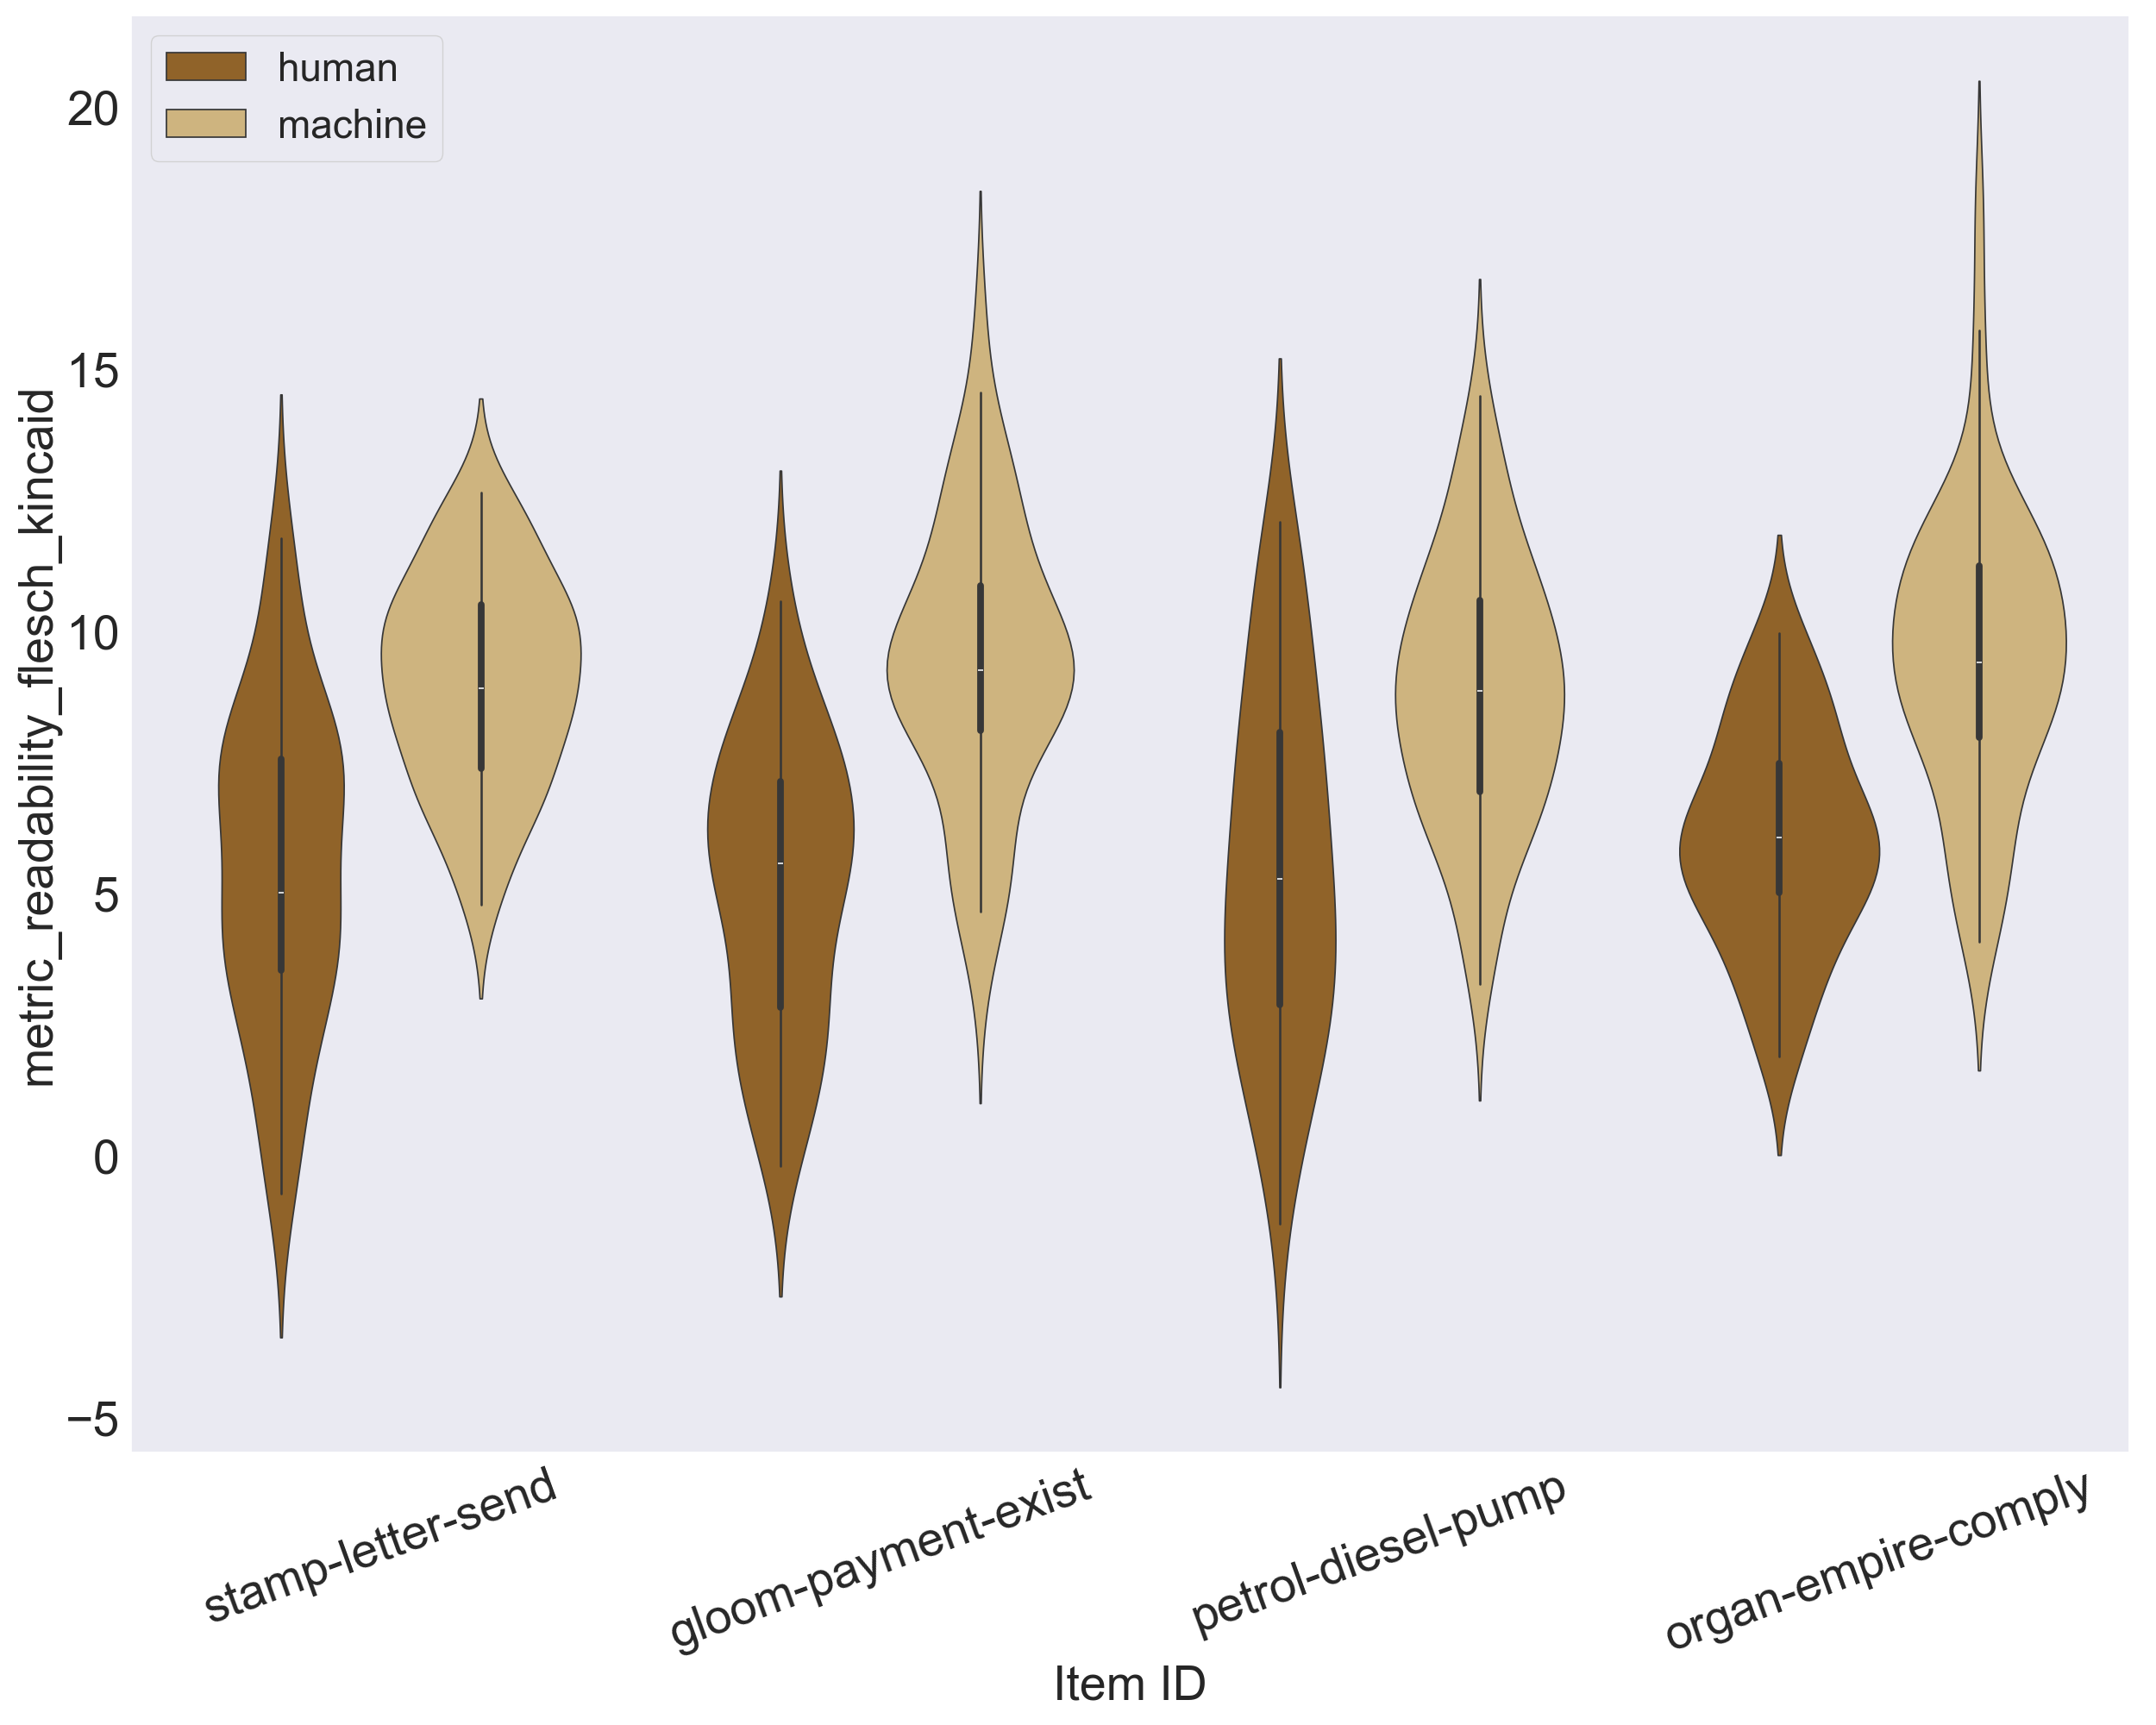 human
machine
20
15
10
5
0
−5
metric_readability_flesch_kincaid
stamp-letter-send
gloom-payment-exist
petrol-diesel-pump
organ-empire-comply
Item ID